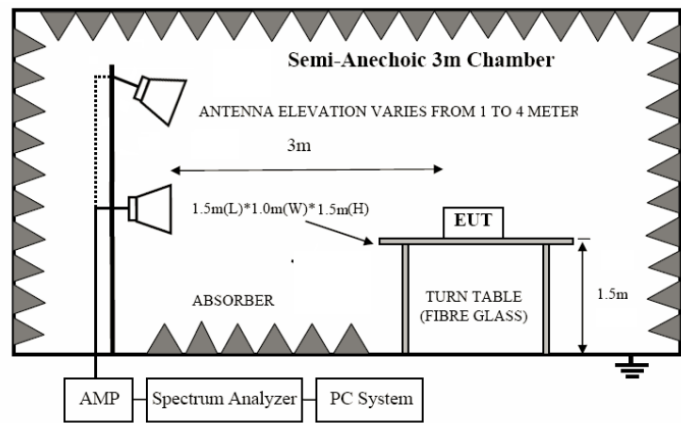 Semi-Anechoic 3m Chamber
ANTENNA ELEVATION VARIES FROM 1 TO 4 METER
3m
1.5m(L)*1.0m(W)*1.5m(H)
EUT
ABSORBER
TURN TABLE
(FIBRE GLASS)
1.5m
AMP
Spectrum Analyzer
PC System